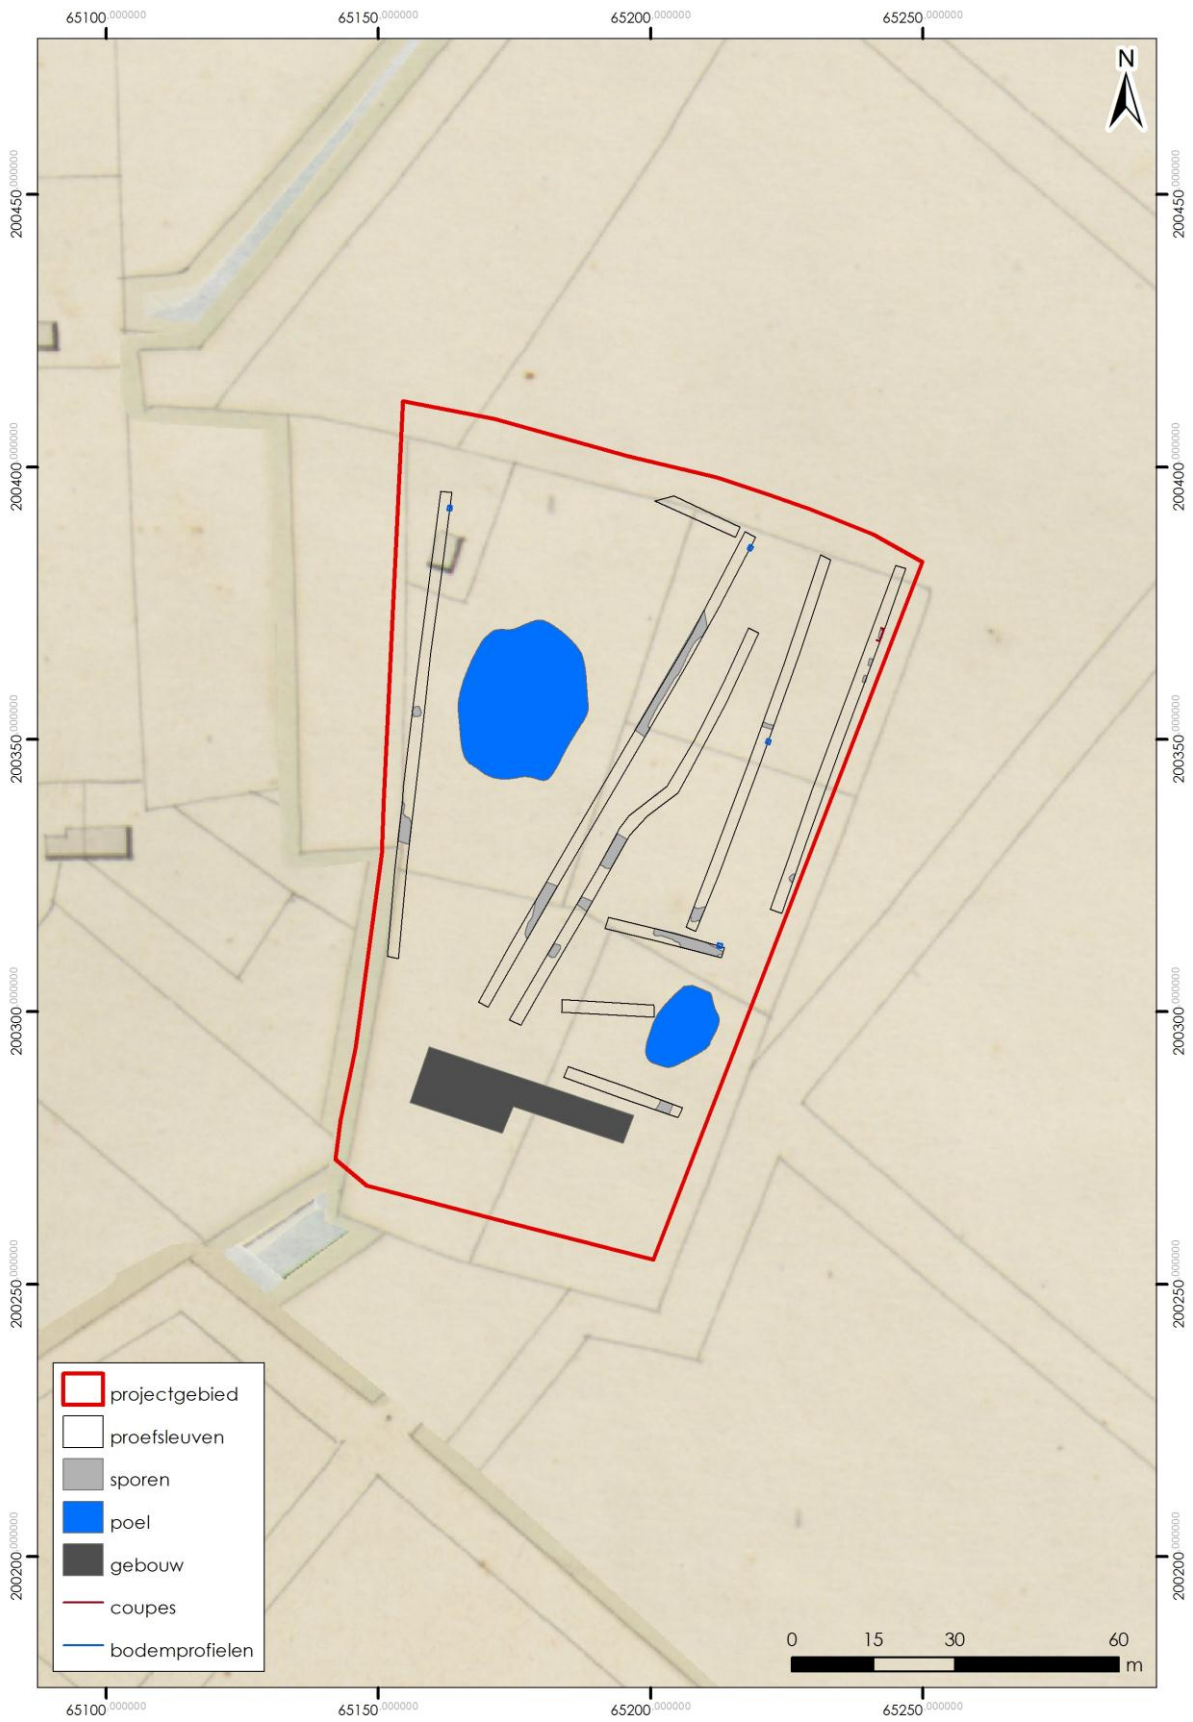 65100,000000 65150,000000 65200,000000 65250,000000
N
200450,000000 200450,000000
200400,000000 200400,000000
200350,000000 200350,000000
200300,000000 200300,000000
200250,000000 200250,000000
200200,000000 200200,000000
projectgebied
proefsleuven
sporen
poel
gebouw
coupes
bodemprofielen
0 15 30 60
m
65100,000000 65150,000000 65200,000000 65250,000000